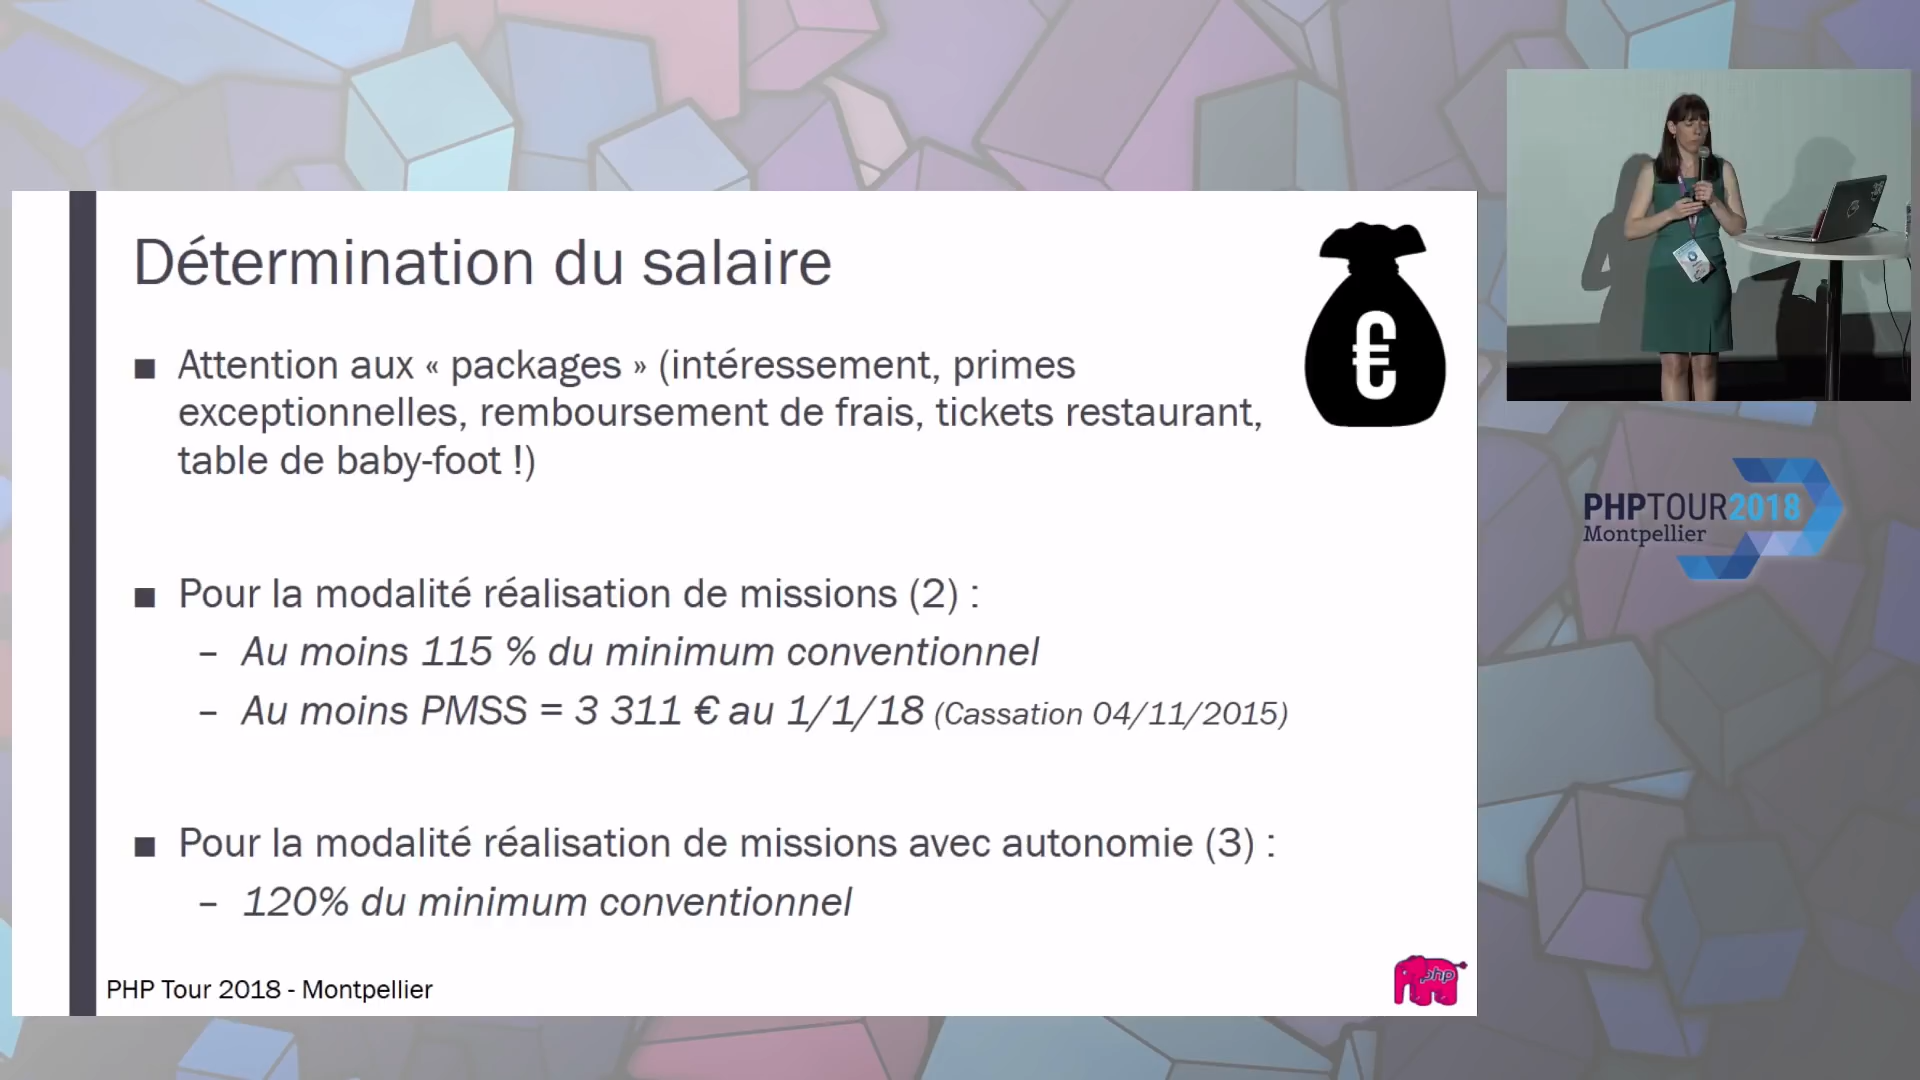 Détermination du salaire
€
■ Attention aux « packages » (intéressement, primes
exceptionnelles, remboursement de frais, tickets restaurant,
table de baby-foot !)
■ Pour la modalité réalisation de missions (2) :
– Au moins 115 % du minimum conventionnel
– Au moins PMSS = 3 311 € au 1/1/18 (Cassation 04/11/2015)
■ Pour la modalité réalisation de missions avec autonomie (3) :
– 120% du minimum conventionnel
PHP Tour 2018 - Montpellier
php
PHPTOUR2018
Montpellier